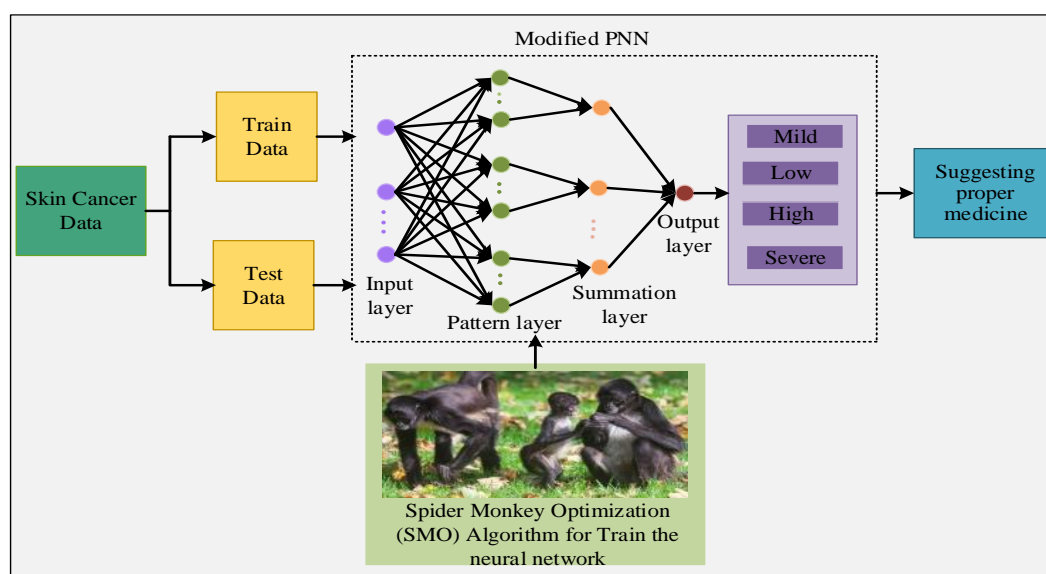 Modified PNN
Train
Data
Skin Cancer
Data
Test
Data
Input
layer
Pattern layer
Summation
layer
Output
layer
Mild
Low
High
Severe
Suggesting
proper
medicine
Spider Monkey Optimization
(SMO) Algorithm for Train the
neural network